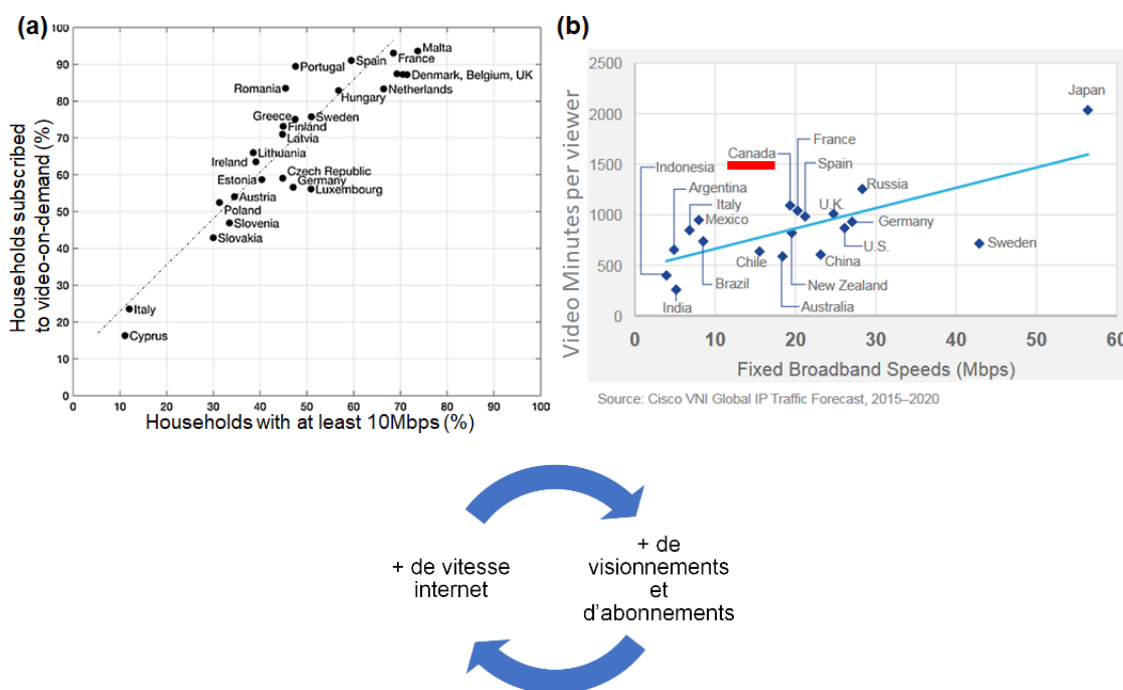 (a)
Households subscribed
to video-on-demand (%)
100
90
80
70
60
50
40
30
20
10
0
Malta
France
Spain
Portugal
Denmark, Belgium, UK
Romania
Netherlands
Hungary
Greece
Sweden
Finland
Latvia
Lithuania
Ireland
Czech Republic
Estonia
Germany
Luxembourg
Austria
Poland
Slovenia
Slovakia
Italy
Cyprus
0 10 20 30 40 50 60 70 80 90 100
Households with at least 10Mbps (%)
(b)
Video Minutes per viewer
2500
2000
1500
1000
500
0
Japan
France
Canada
Spain
Indonesia
Argentina
Russia
Italy
U.K.
Mexico
Germany
Sweden
U.S.
Chile
China
Brazil
New Zealand
India
Australia
0 10 20 30 40 50 60
Fixed Broadband Speeds (Mbps)
Source: Cisco VNI Global IP Traffic Forecast, 2015–2020
+ de vitesse
internet
+ de
visionnements
et
d’abonnements